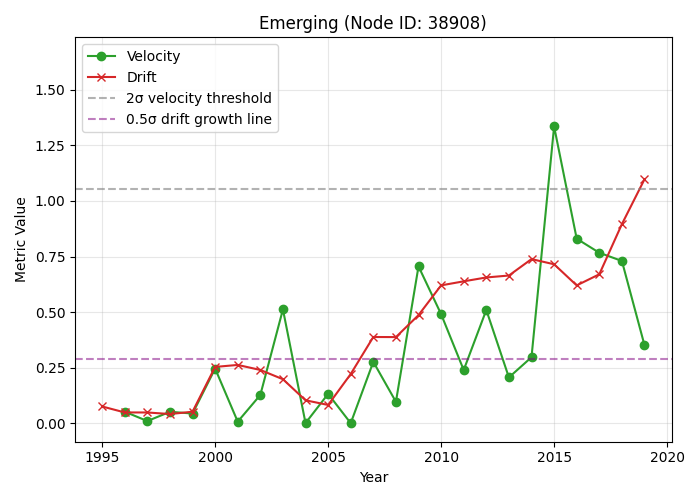 Emerging (Node ID: 38908)
Velocity
Drift
2σ velocity threshold
0.5σ drift growth line
Metric Value
1.50
1.25
1.00
0.75
0.50
0.25
0.00
1995
2000
2005
2010
2015
2020
Year